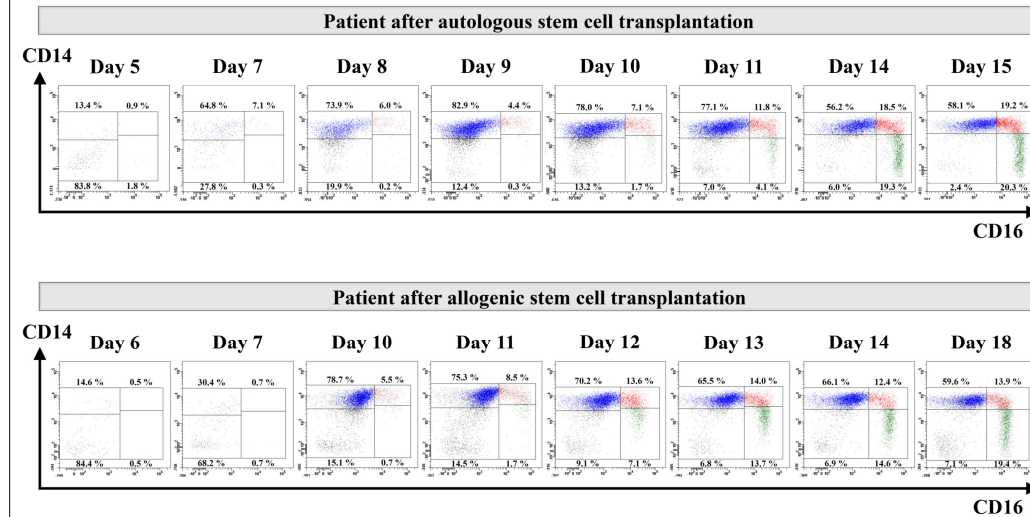 Patient after autologous stem cell transplantation
CD14
Day 5 Day 7 Day 8 Day 9 Day 10 Day 11 Day 14 Day 15
13.4 % 0.9 % 64.8 % 7.1 % 73.9 % 6.0 % 82.9 % 4.4 % 78.0 % 7.1 % 77.1 % 11.8 % 56.2 % 18.5 % 58.1 % 19.2 %
83.8 % 1.8 % 27.8 % 0.3 % 19.9 % 0.2 % 12.4 % 0.3 % 13.2 % 1.7 % 7.0 % 4.1 % 6.0 % 19.3 % 2.4 % 20.3 %
CD16
Patient after allogenic stem cell transplantation
CD14
Day 6 Day 7 Day 10 Day 11 Day 12 Day 13 Day 14 Day 18
14.6 % 0.5 % 30.4 % 0.7 % 78.7 % 5.5 % 75.3 % 8.5 % 70.2 % 13.6 % 65.5 % 14.0 % 66.1 % 12.4 % 59.6 % 13.9 %
84.4 % 0.5 % 68.2 % 0.7 % 15.1 % 0.7 % 14.5 % 1.7 % 9.1 % 7.1 % 6.8 % 13.7 % 6.9 % 14.6 % 7.1 % 19.4 %
CD16